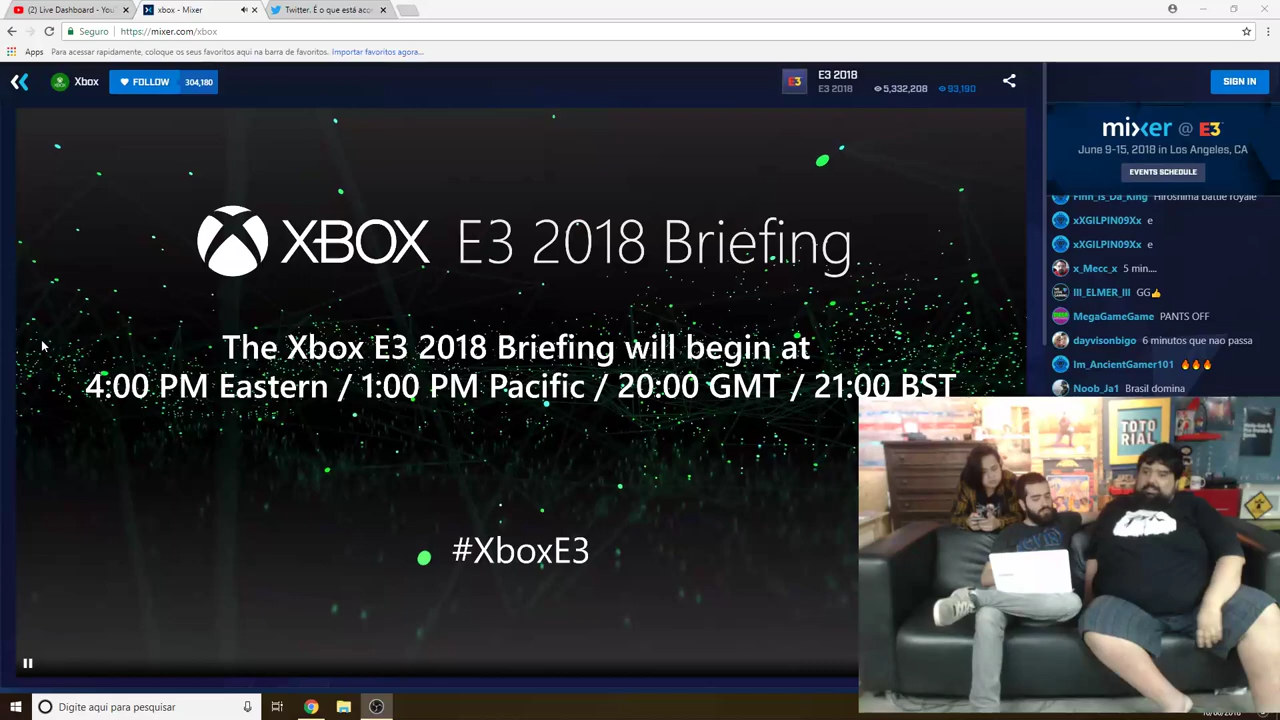 (2) Live Dashboard - You
xbox - Mixer
Twitter. É o que está aco
Seguro
https://mixer.com/xbox
Apps
Para acessar rapidamente, coloque os seus favoritos aqui na barra de favoritos.
Importar favoritos agora...
Xbox
FOLLOW
304,180
E3
E3 2018
E3 2018
5,332,208
93,190
SIGN IN
mixer @ E3
June 9-15, 2018 in Los Angeles, CA
EVENTS SCHEDULE
Finn_Is_Da_King Hiroshima battle royale
xXGILPIN09Xx e
xXGILPIN09Xx e
x_Mecc_x 5 min....
III_ELMER_III GG👍
MegaGameGame PANTS OFF
dayvisonbigo 6 minutos que nao passa
Im_AncientGamer101 🔥🔥🔥
Noob_Ja1 Brasil domina
XBOX E3 2018 Briefing
The Xbox E3 2018 Briefing will begin at
4:00 PM Eastern / 1:00 PM Pacific / 20:00 GMT / 21:00 BST
#XboxE3
TOTO
RIAL
Digite aqui para pesquisar